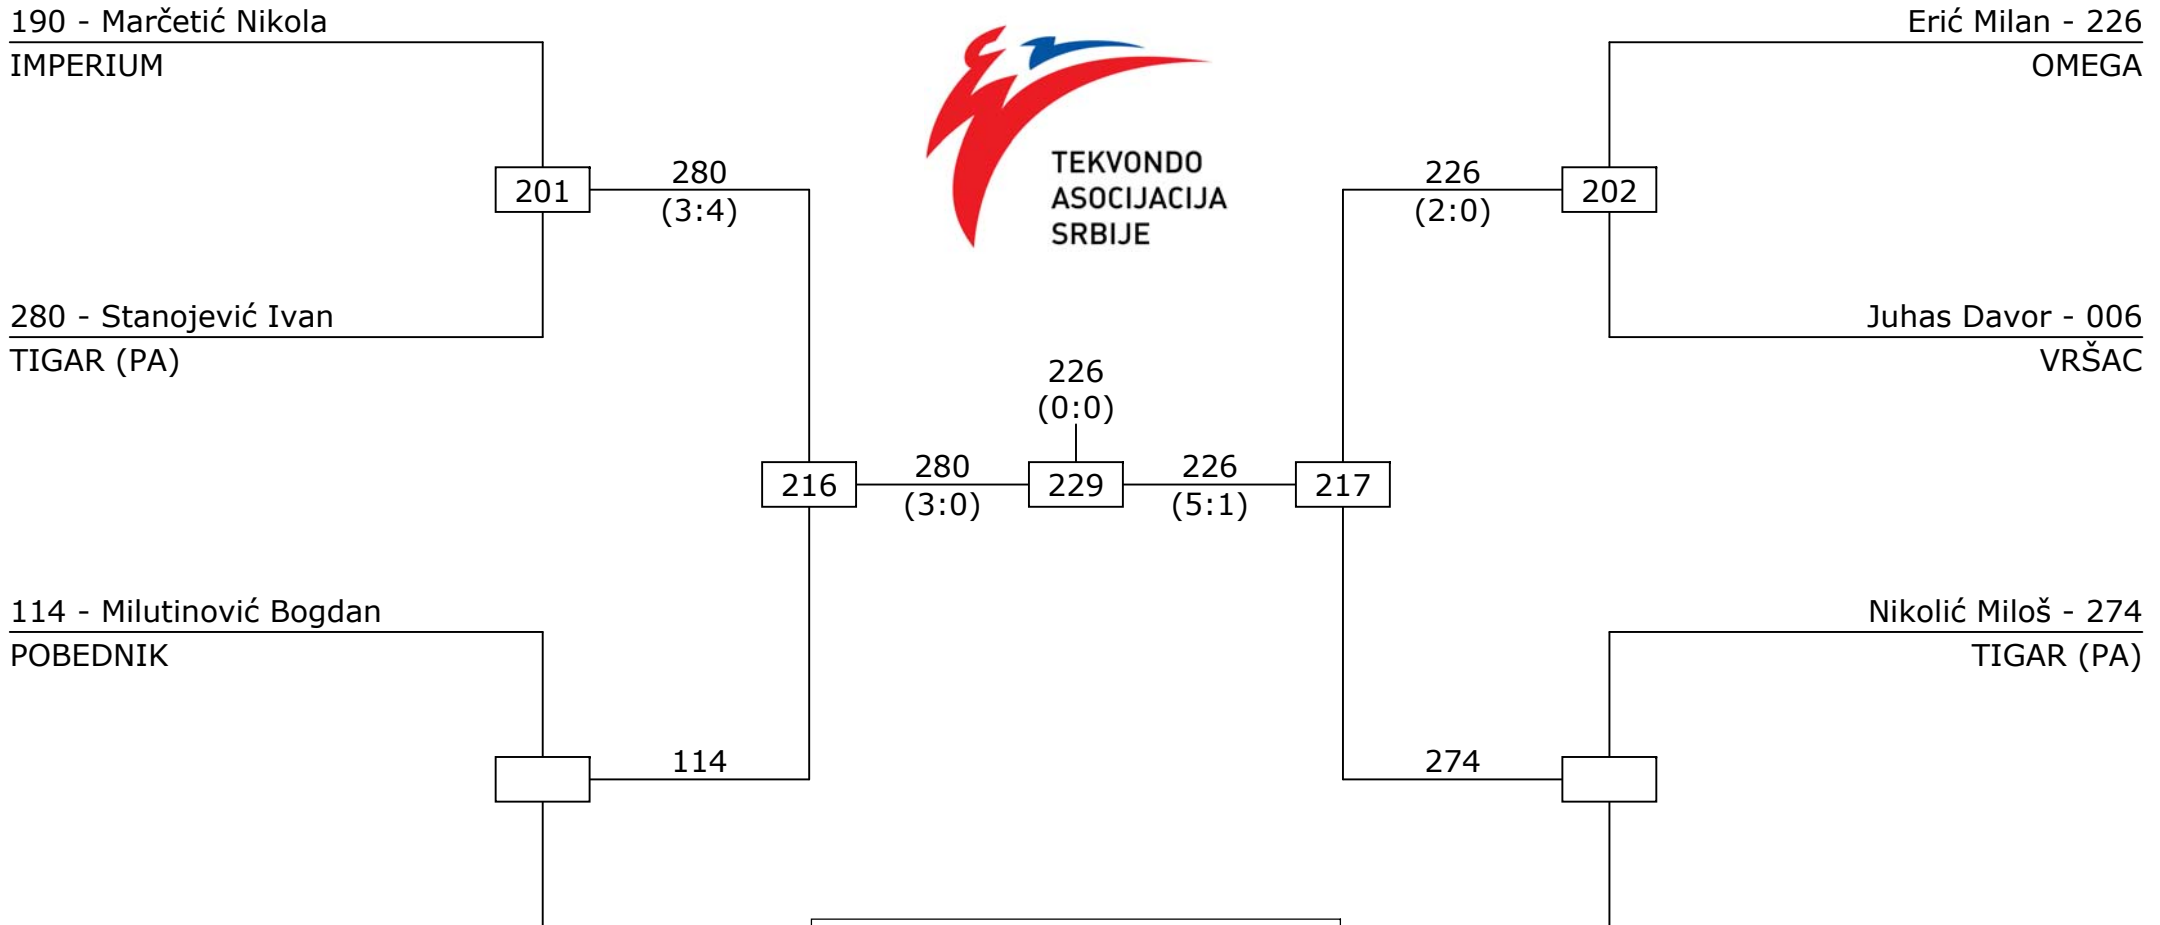 190 - Marčetić Nikola
IMPERIUM
Erić Milan - 226
OMEGA
TEKVONDO
ASOCIJACIJA
SRBIJE
201
280
(3:4)
226
(2:0)
202
280 - Stanojević Ivan
TIGAR (PA)
Juhas Davor - 006
VRŠAC
226
(0:0)
216
280
(3:0)
229
226
(5:1)
217
114 - Milutinović Bogdan
POBEDNIK
Nikolić Miloš - 274
TIGAR (PA)
114
274